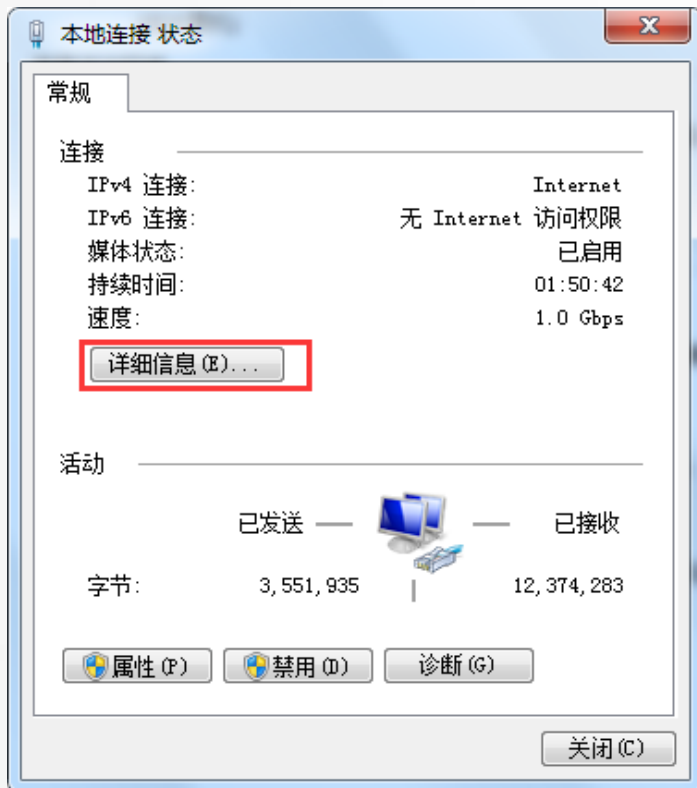 本地连接 状态
常规
连接
IPv4 连接: Internet
IPv6 连接: 无 Internet 访问权限
媒体状态: 已启用
持续时间: 01:50:42
速度: 1.0 Gbps
详细信息(E)...
活动
已发送 — — 已接收
字节: 3,551,935 | 12,374,283
属性(P) 禁用(D) 诊断(G)
关闭(C)